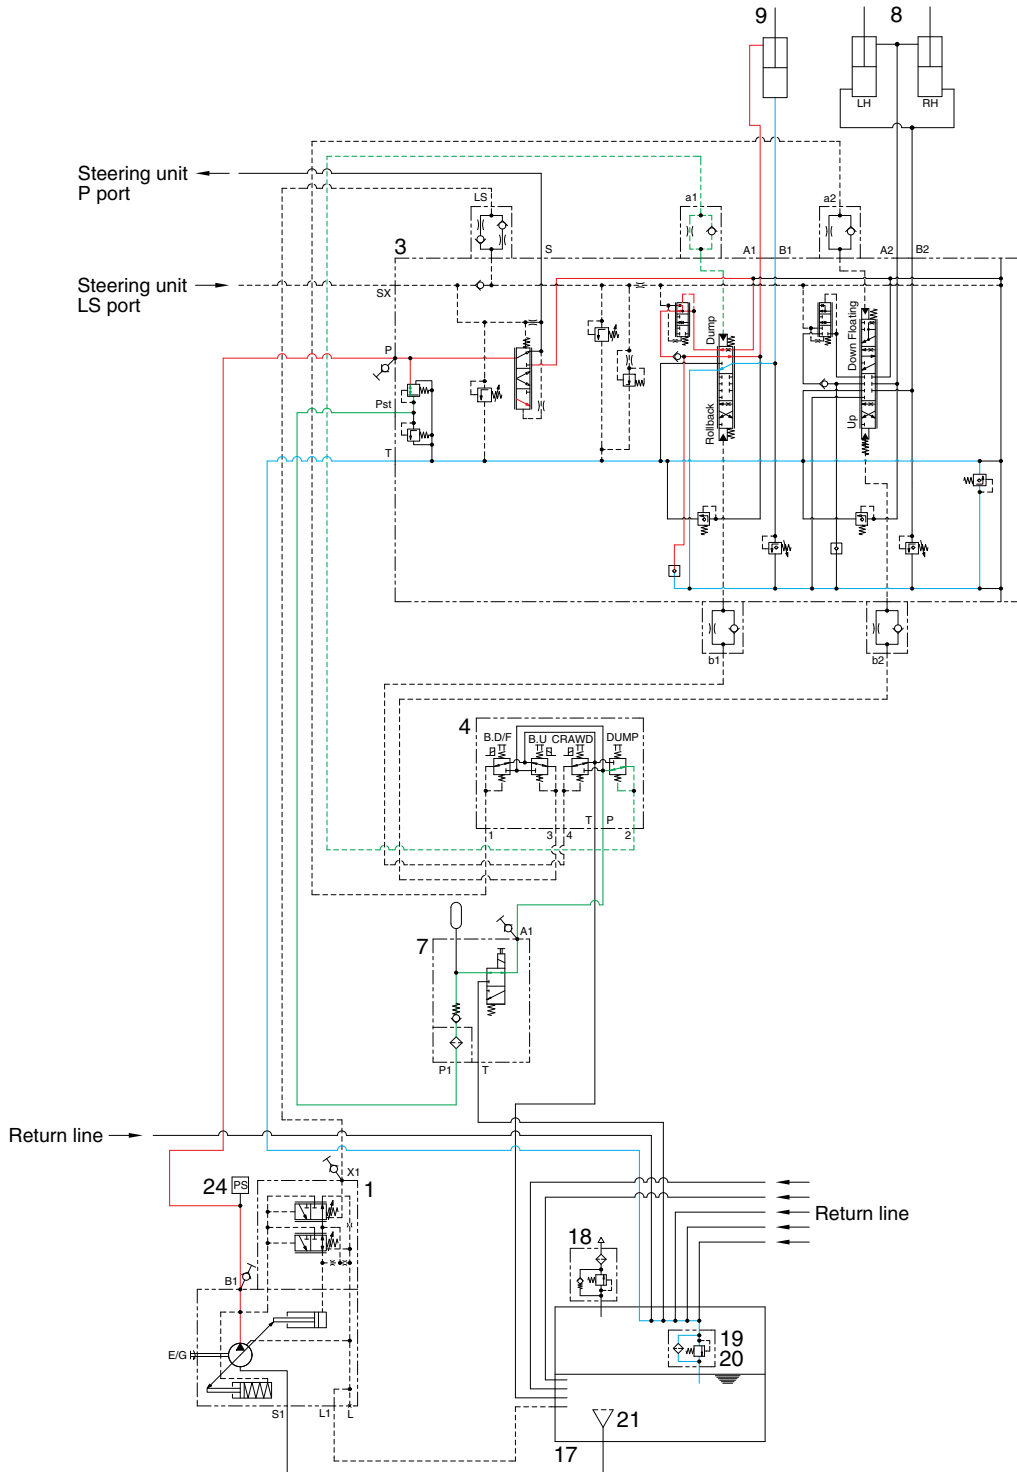 9
8
LH
RH
Steering unit
P port
LS
a1
a2
3
S
A1
B1
A2
B2
Steering unit
LS port
SX
Dump
Down Floating
P
Pst
Rollback
Up
T
b1
b2
4
B.D/F
B.U
CRAWD
DUMP
T
P
1
3
4
2
7
A1
P1
T
Return line
X1
24
PS
1
Return line
18
B1
19
20
E/G
S1
L1
L
21
17